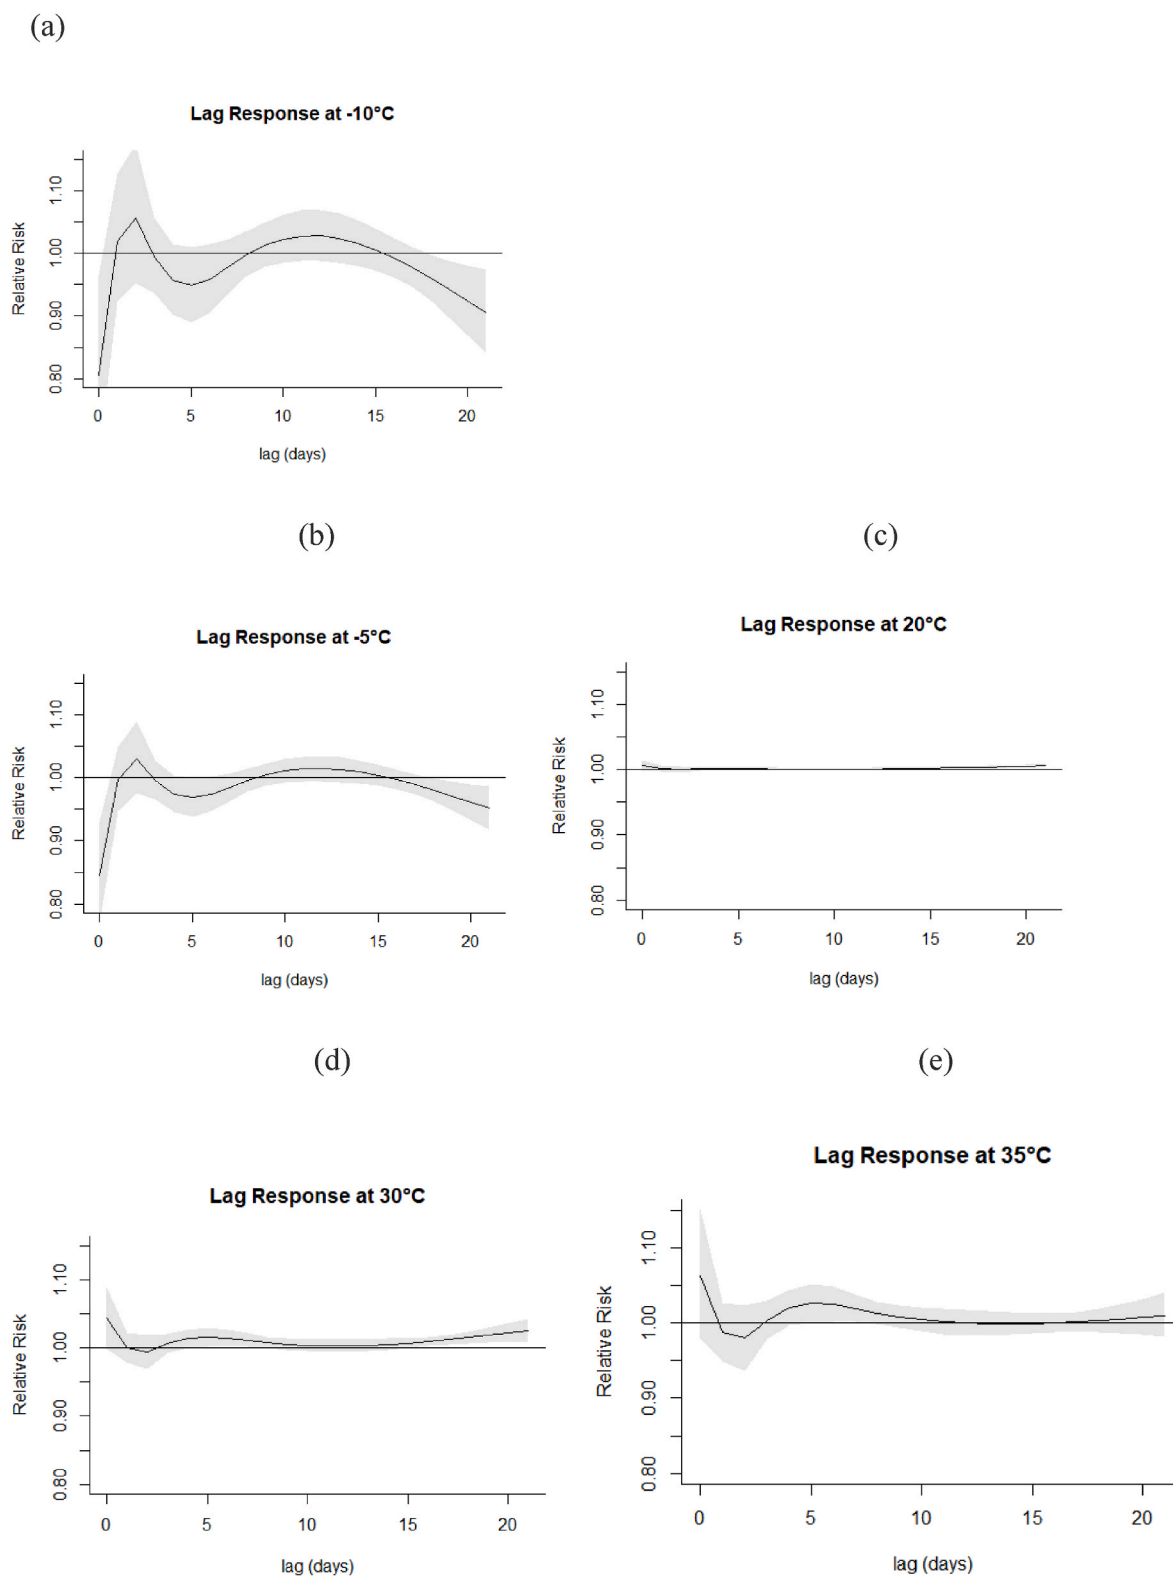 (a)
Lag Response at -10°C
Relative Risk
0.80 0.90 1.00 1.10
0 5 10 15 20
lag (days)
(b)
(c)
Lag Response at -5°C
Relative Risk
0.80 0.90 1.00 1.10
0 5 10 15 20
lag (days)
Lag Response at 20°C
Relative Risk
0.80 0.90 1.00 1.10
0 5 10 15 20
lag (days)
(d)
(e)
Lag Response at 30°C
Relative Risk
0.80 0.90 1.00 1.10
0 5 10 15 20
lag (days)
Lag Response at 35°C
Relative Risk
0.80 0.90 1.00 1.10
0 5 10 15 20
lag (days)